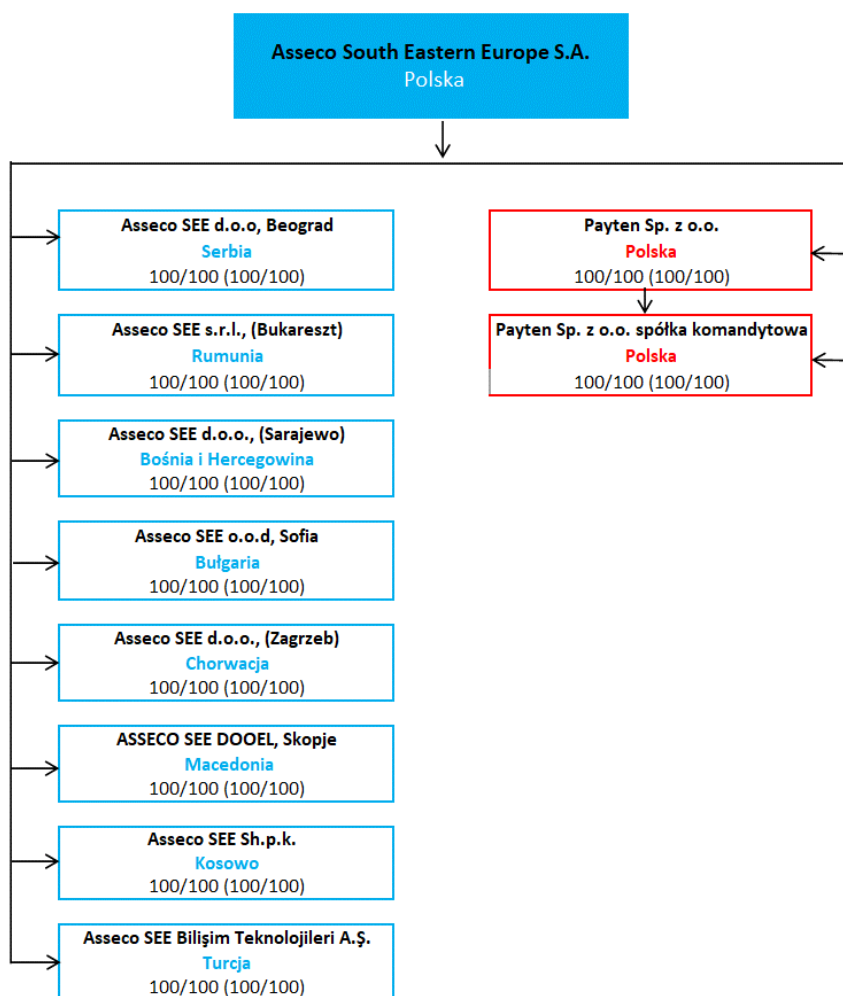 Asseco South Eastern Europe S.A.
Polska
Asseco SEE d.o.o, Beograd
Serbia
100/100 (100/100)
Asseco SEE s.r.l., (Bukareszt)
Rumunia
100/100 (100/100)
Asseco SEE d.o.o., (Sarajewo)
Bośnia i Hercegowina
100/100 (100/100)
Asseco SEE o.o.d, Sofia
Bułgaria
100/100 (100/100)
Asseco SEE d.o.o., (Zagrzeb)
Chorwacja
100/100 (100/100)
ASSECO SEE DOOEL, Skopje
Macedonia
100/100 (100/100)
Asseco SEE Sh.p.k.
Kosowo
100/100 (100/100)
Asseco SEE Bilişim Teknolojileri A.Ş.
Turcja
100/100 (100/100)
Payten Sp. z o.o.
Polska
100/100 (100/100)
Payten Sp. z o.o. spółka komandytowa
Polska
100/100 (100/100)